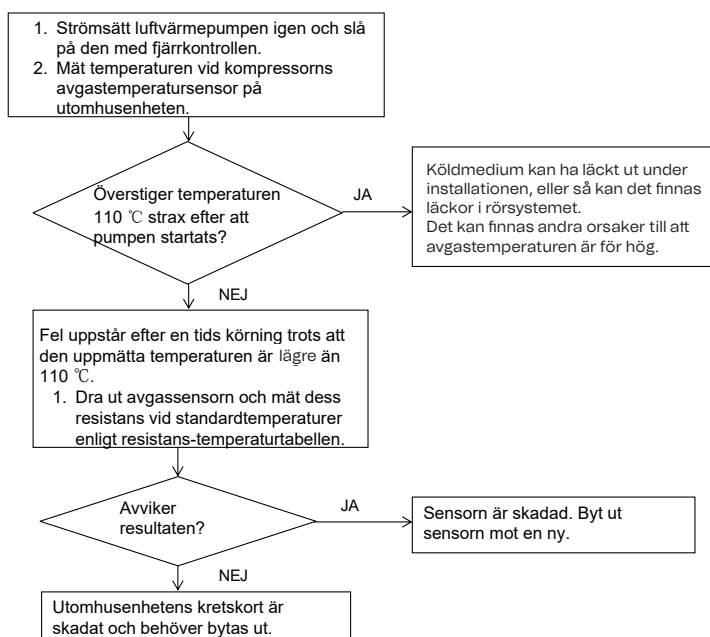 1. Strömsätt luftvärmepumpen igen och slå
på den med fjärrkontrollen.
2. Mät temperaturen vid kompressorns
avgastemperatursensor på
utomhusenheten.
Överstiger temperaturen
110 ℃ strax efter att
pumpen startats?
JA
Köldmedium kan ha läckt ut under
installationen, eller så kan det finnas
läckor i rörsystemet.
Det kan finnas andra orsaker till att
avgastemperaturen är för hög.
NEJ
Fel uppstår efter en tids körning trots att
den uppmätta temperaturen är lägre än
110 ℃.
1. Dra ut avgassensorn och mät dess
resistans vid standardtemperaturer
enligt resistans-temperaturtabellen.
Avviker
resultaten?
JA
Sensorn är skadad. Byt ut
sensorn mot en ny.
NEJ
Utomhusenhetens kretskort är
skadat och behöver bytas ut.